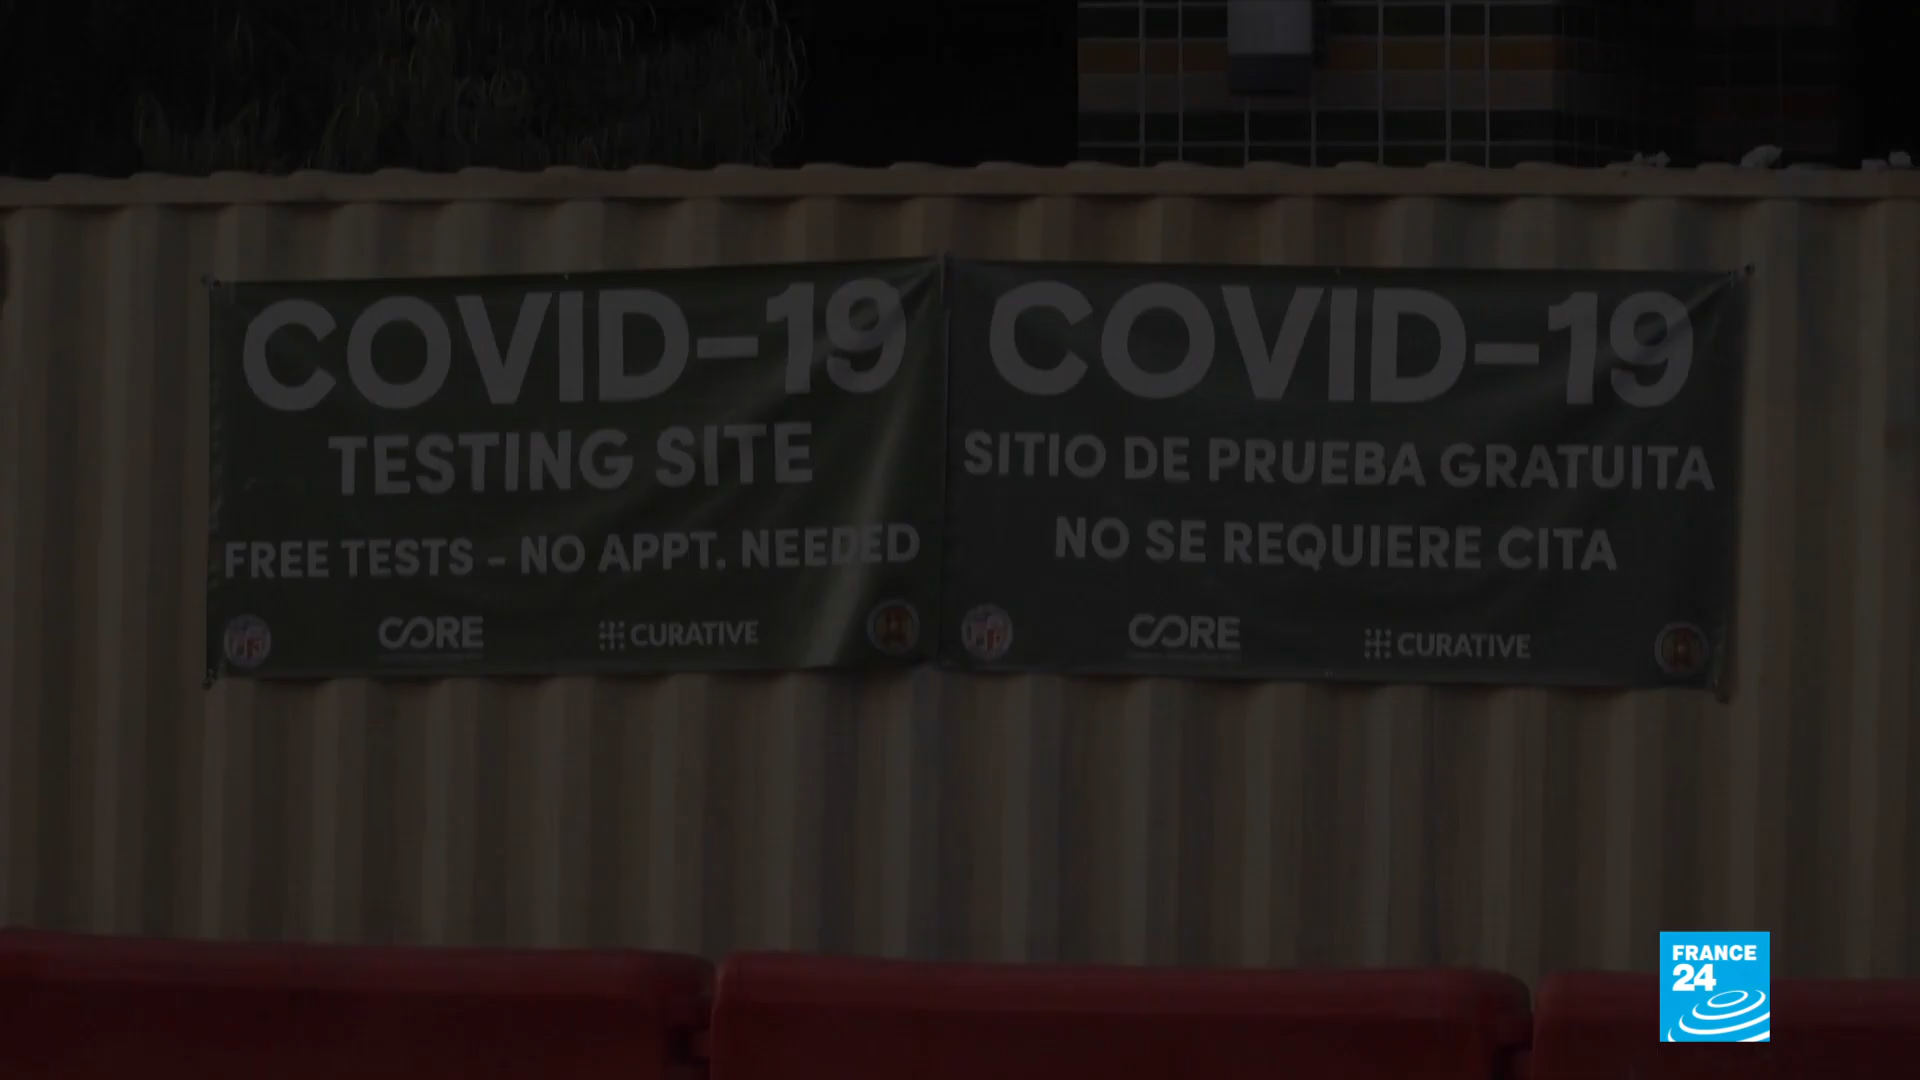 COVID-19
TESTING SITE
FREE TESTS - NO APPT. NEEDED
CORE
CURATIVE
COVID-19
SITIO DE PRUEBA GRATUITA
NO SE REQUIERE CITA
CORE
CURATIVE
FRANCE
24